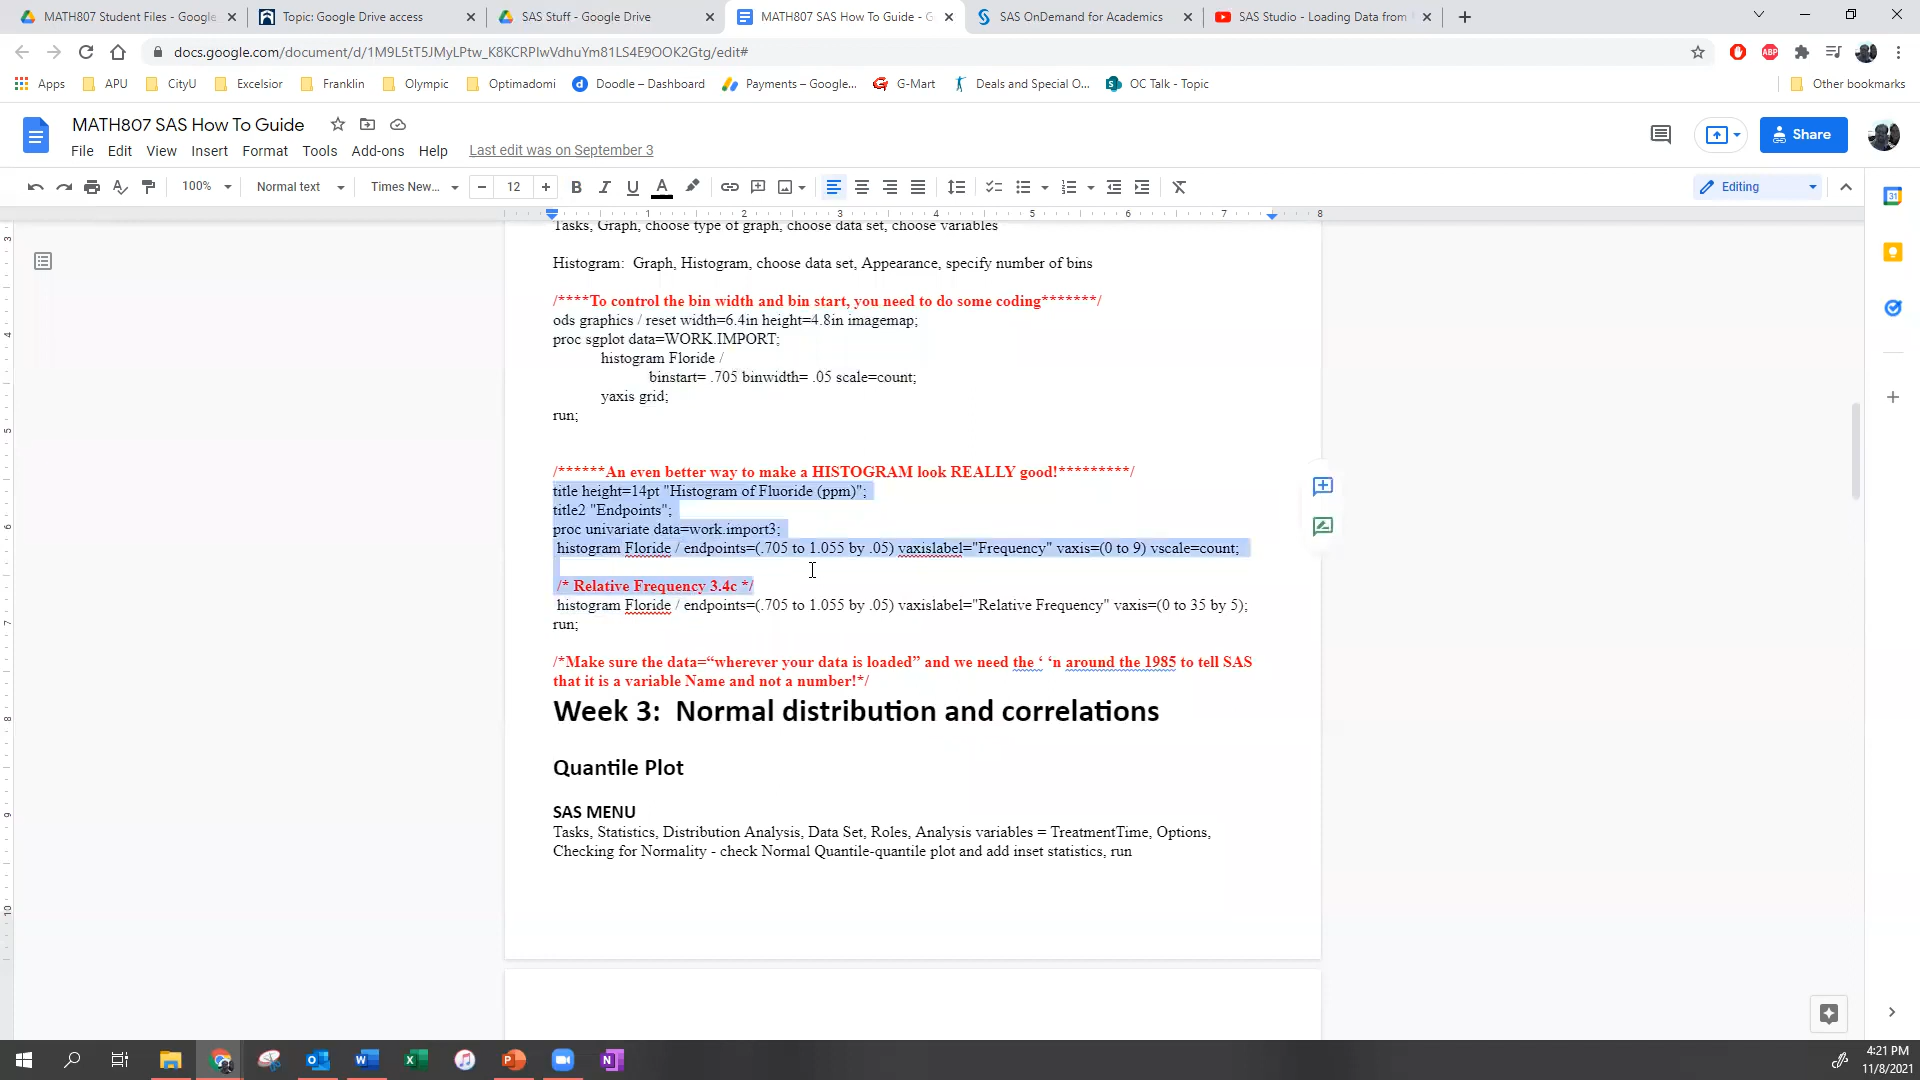 MATH807 Student Files - Google
Topic: Google Drive access
SAS Stuff - Google Drive
MATH807 SAS How To Guide - G
SAS OnDemand for Academics
SAS Studio - Loading Data from
docs.google.com/document/d/1M9L5tT5JMyLPtw_K8KCRPlwVdhuYm81LS4E9OOK2Gtg/edit#
Apps
APU
CityU
Excelsior
Franklin
Olympic
Optimadomi
Doodle – Dashboard
Payments – Google...
G-Mart
Deals and Special O...
OC Talk - Topic
Other bookmarks
MATH807 SAS How To Guide
File Edit View Insert Format Tools Add-ons Help Last edit was on September 3
Share
100% Normal text Times New... 12 Editing
1 2 3 4 5 6 7 8
Tasks, Graph, choose type of graph, choose data set, choose variables
Histogram: Graph, Histogram, choose data set, Appearance, specify number of bins
/****To control the bin width and bin start, you need to do some coding*******/
ods graphics / reset width=6.4in height=4.8in imagemap;
proc sgplot data=WORK.IMPORT;
histogram Floride /
binstart= .705 binwidth= .05 scale=count;
yaxis grid;
run;
/******An even better way to make a HISTOGRAM look REALLY good!*********/
title height=14pt "Histogram of Fluoride (ppm)";
title2 "Endpoints";
proc univariate data=work.import3;
histogram Floride / endpoints=(.705 to 1.055 by .05) vaxislabel="Frequency" vaxis=(0 to 9) vscale=count;
/* Relative Frequency 3.4c */
histogram Floride / endpoints=(.705 to 1.055 by .05) vaxislabel="Relative Frequency" vaxis=(0 to 35 by 5);
run;
/*Make sure the data=“wherever your data is loaded” and we need the ‘ ‘n around the 1985 to tell SAS
that it is a variable Name and not a number!*/
Week 3: Normal distribution and correlations
Quantile Plot
SAS MENU
Tasks, Statistics, Distribution Analysis, Data Set, Roles, Analysis variables = TreatmentTime, Options,
Checking for Normality - check Normal Quantile-quantile plot and add inset statistics, run
4:21 PM
11/8/2021